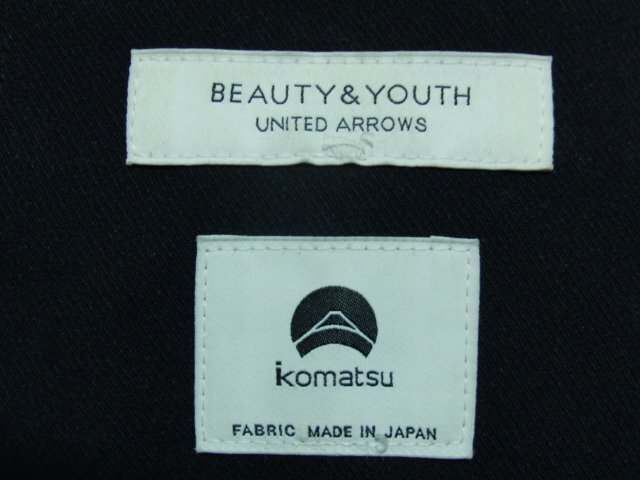 BEAUTY&YOUTH
UNITED ARROWS
komatsu
FABRIC MADE IN JAPAN